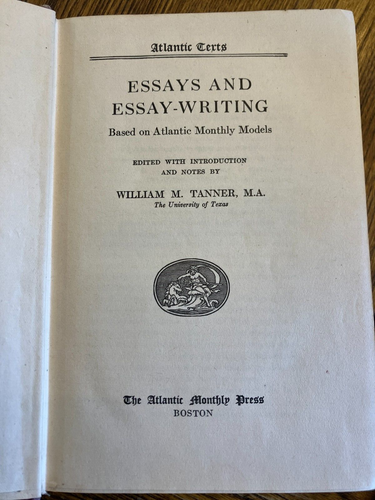 Atlantic Texts
ESSAYS AND
ESSAY-WRITING
Based on Atlantic Monthly Models
EDITED WITH INTRODUCTION
AND NOTES BY
WILLIAM M. TANNER, M.A.
The University of Texas
The Atlantic Monthly Press
BOSTON